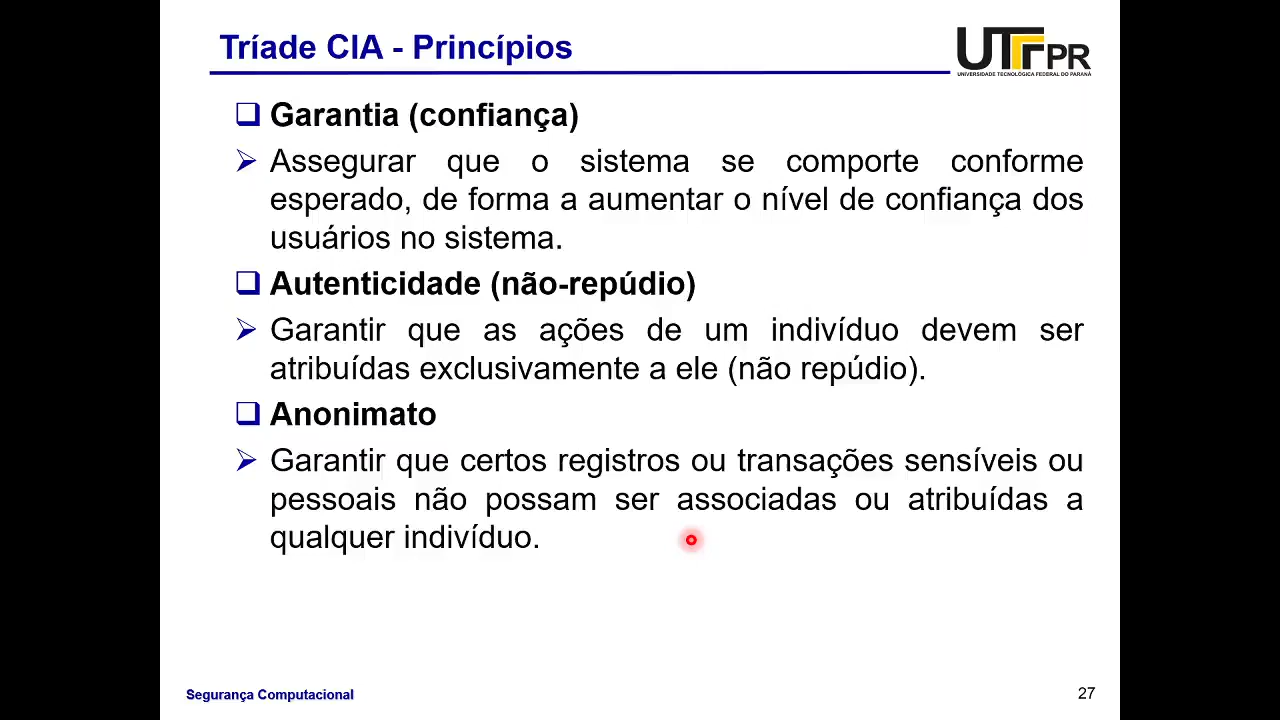 Tríade CIA - Princípios
UTFPR
UNIVERSIDADE TECNOLÓGICA FEDERAL DO PARANÁ
Garantia (confiança)
Assegurar que o sistema se comporte conforme
esperado, de forma a aumentar o nível de confiança dos
usuários no sistema.
Autenticidade (não-repúdio)
Garantir que as ações de um indivíduo devem ser
atribuídas exclusivamente a ele (não repúdio).
Anonimato
Garantir que certos registros ou transações sensíveis ou
pessoais não possam ser associadas ou atribuídas a
qualquer indivíduo.
Segurança Computacional
27